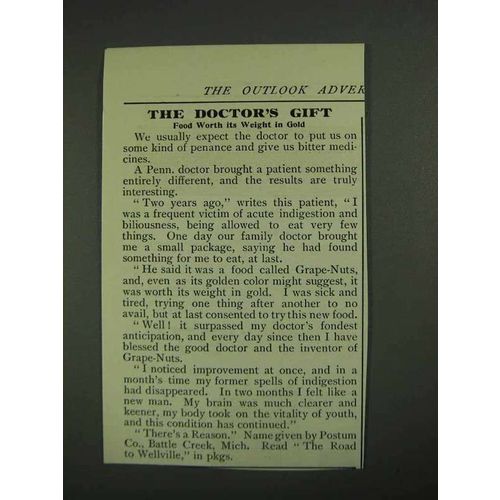 THE OUTLOOK ADVER
THE DOCTOR'S GIFT
Food Worth its Weight in Gold
We usually expect the doctor to put us on
some kind of penance and give us bitter medi-
cines.
A Penn. doctor brought a patient something
entirely different, and the results are truly
interesting.
"Two years ago," writes this patient, "I
was a frequent victim of acute indigestion and
biliousness, being allowed to eat very few
things. One day our family doctor brought
me a small package, saying he had found
something for me to eat, at last.
"He said it was a food called Grape-Nuts,
and, even as its golden color might suggest, it
was worth its weight in gold. I was sick and
tired, trying one thing after another to no
avail, but at last consented to try this new food.
"Well! it surpassed my doctor's fondest
anticipation, and every day since then I have
blessed the good doctor and the inventor of
Grape-Nuts.
"I noticed improvement at once, and in a
month's time my former spells of indigestion
had disappeared. In two months I felt like a
new man. My brain was much clearer and
keener, my body took on the vitality of youth,
and this condition has continued."
"There's a Reason." Name given by Postum
Co., Battle Creek, Mich. Read "The Road
to Wellville," in pkgs.